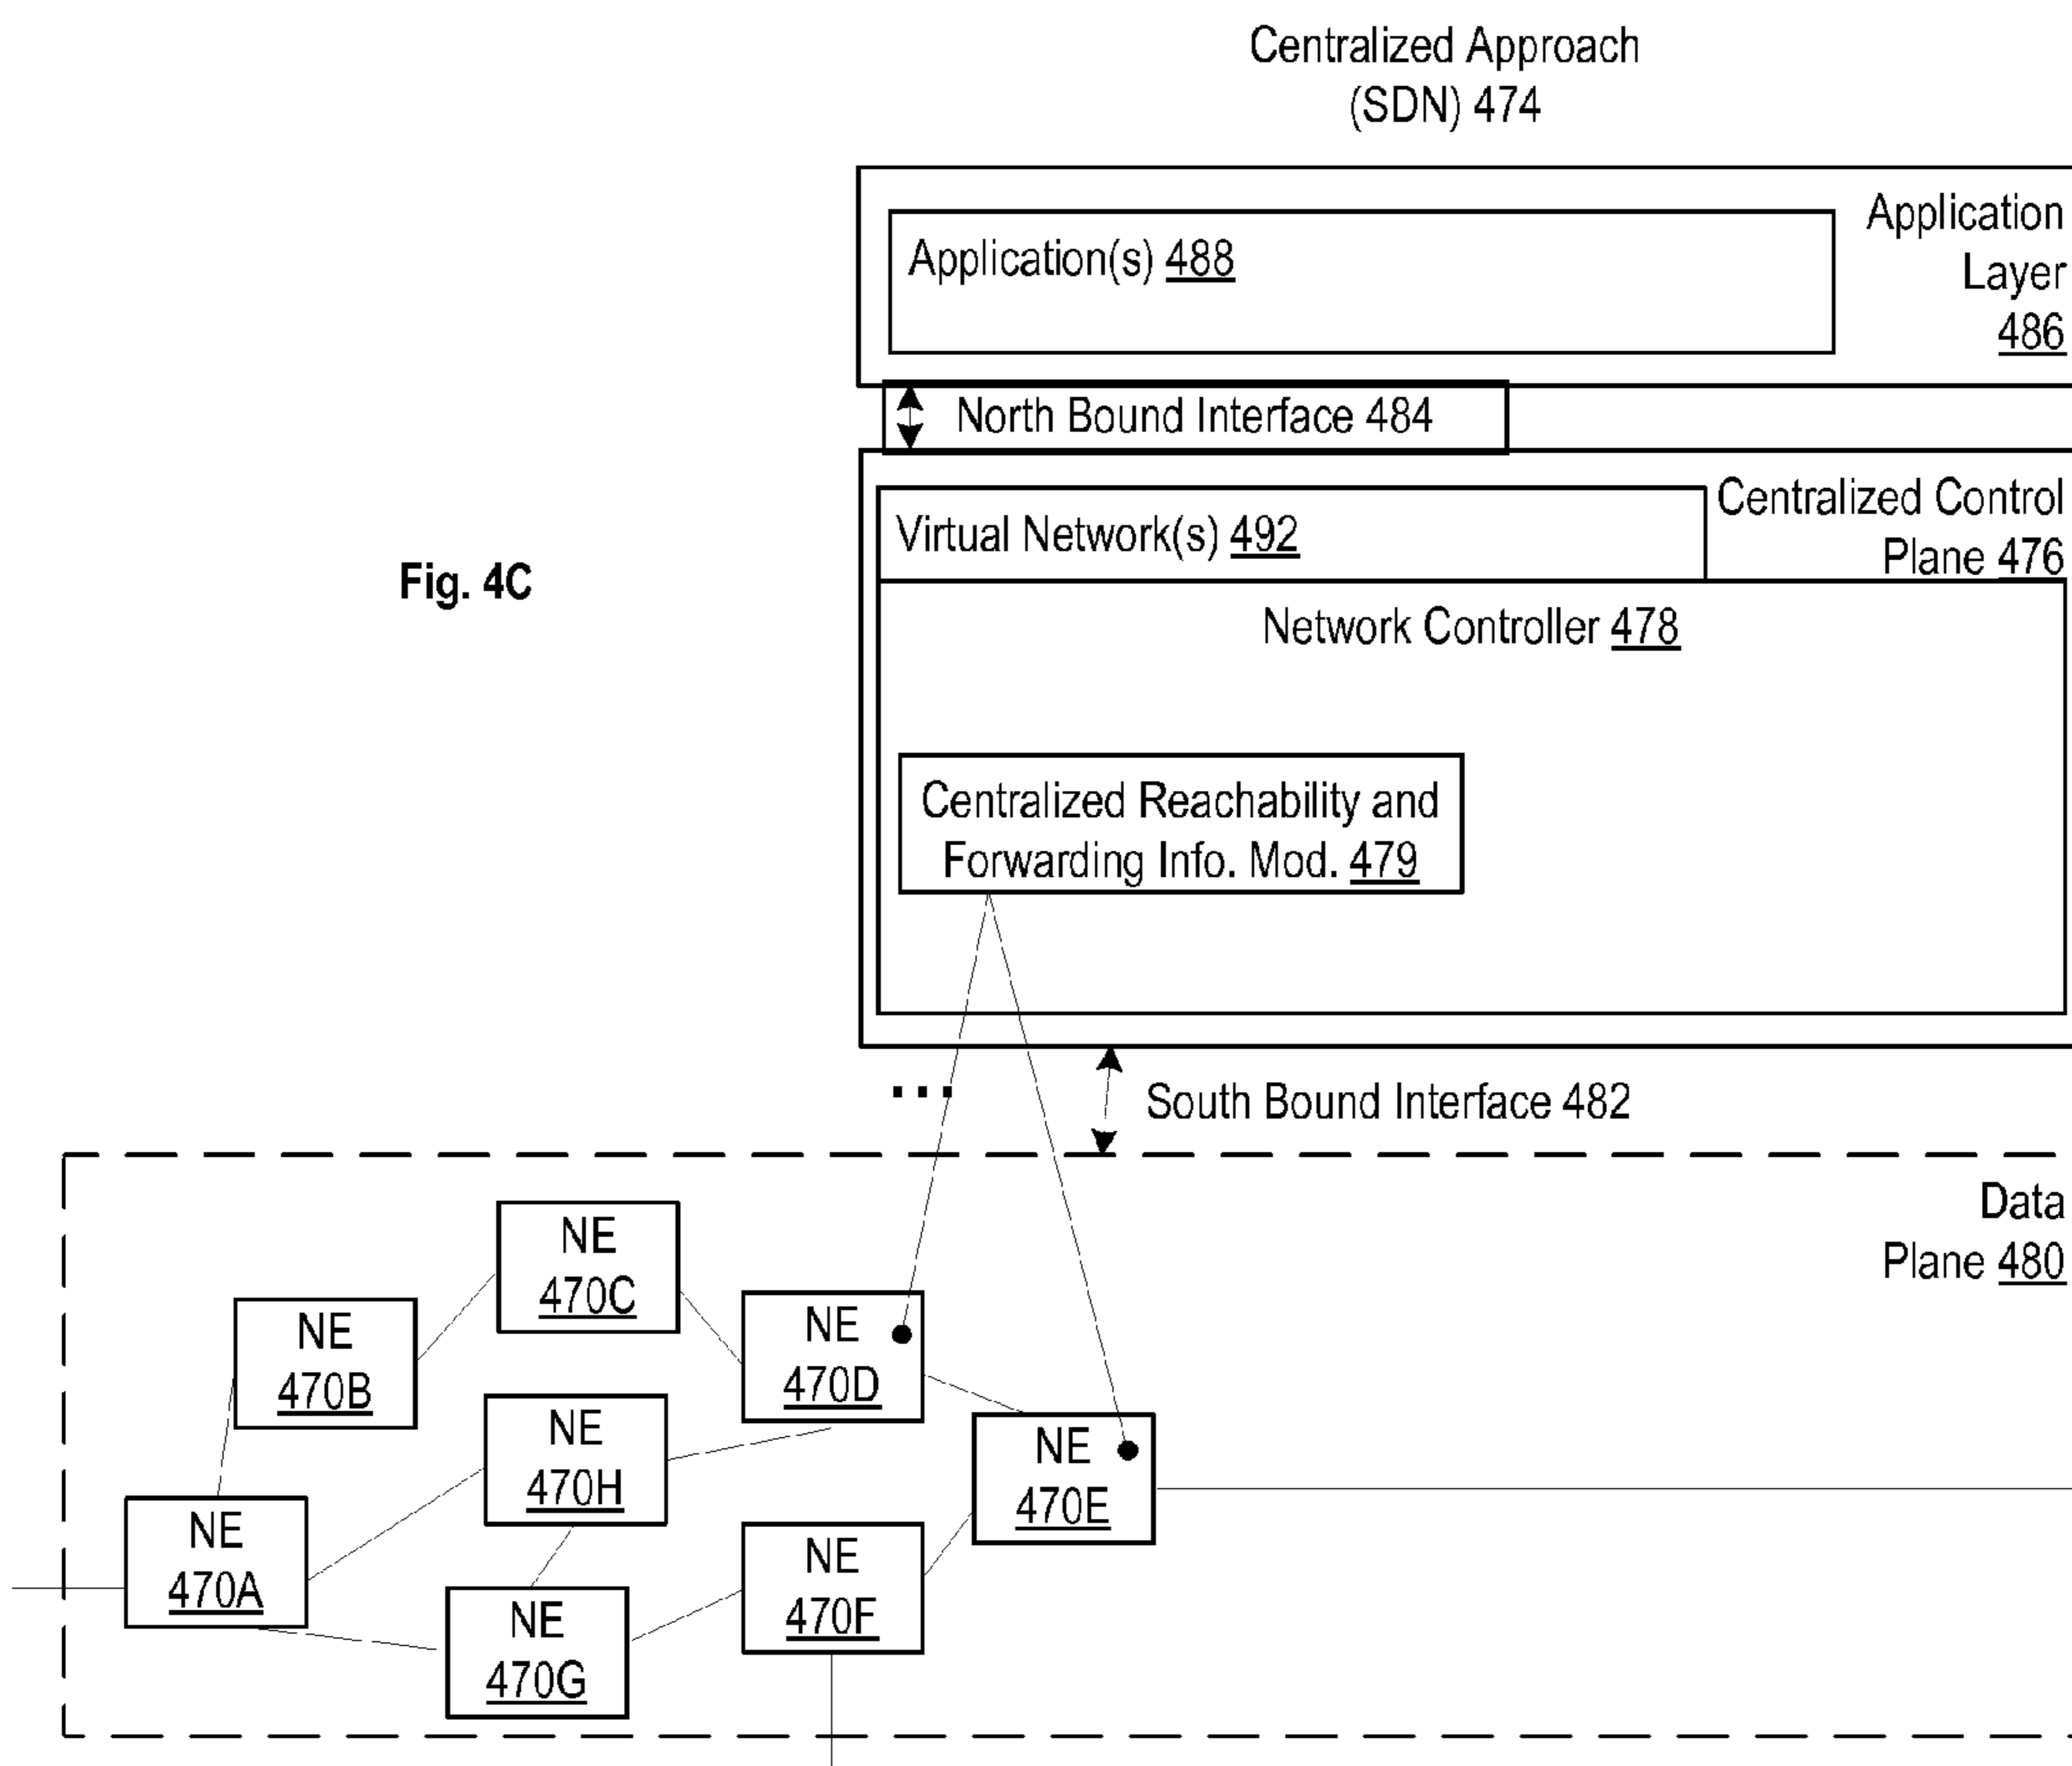 Centralized Approach
(SDN) 474
Application(s) 488
Application
Layer
486
North Bound Interface 484
Virtual Network(s) 492
Centralized Control
Plane 476
Fig. 4C
Network Controller 478
Centralized Reachability and
Forwarding Info. Mod. 479
...
South Bound Interface 482
Data
Plane 480
NE
470C
NE
470B
NE
470D
NE
470H
NE
470E
NE
470A
NE
470F
NE
470G